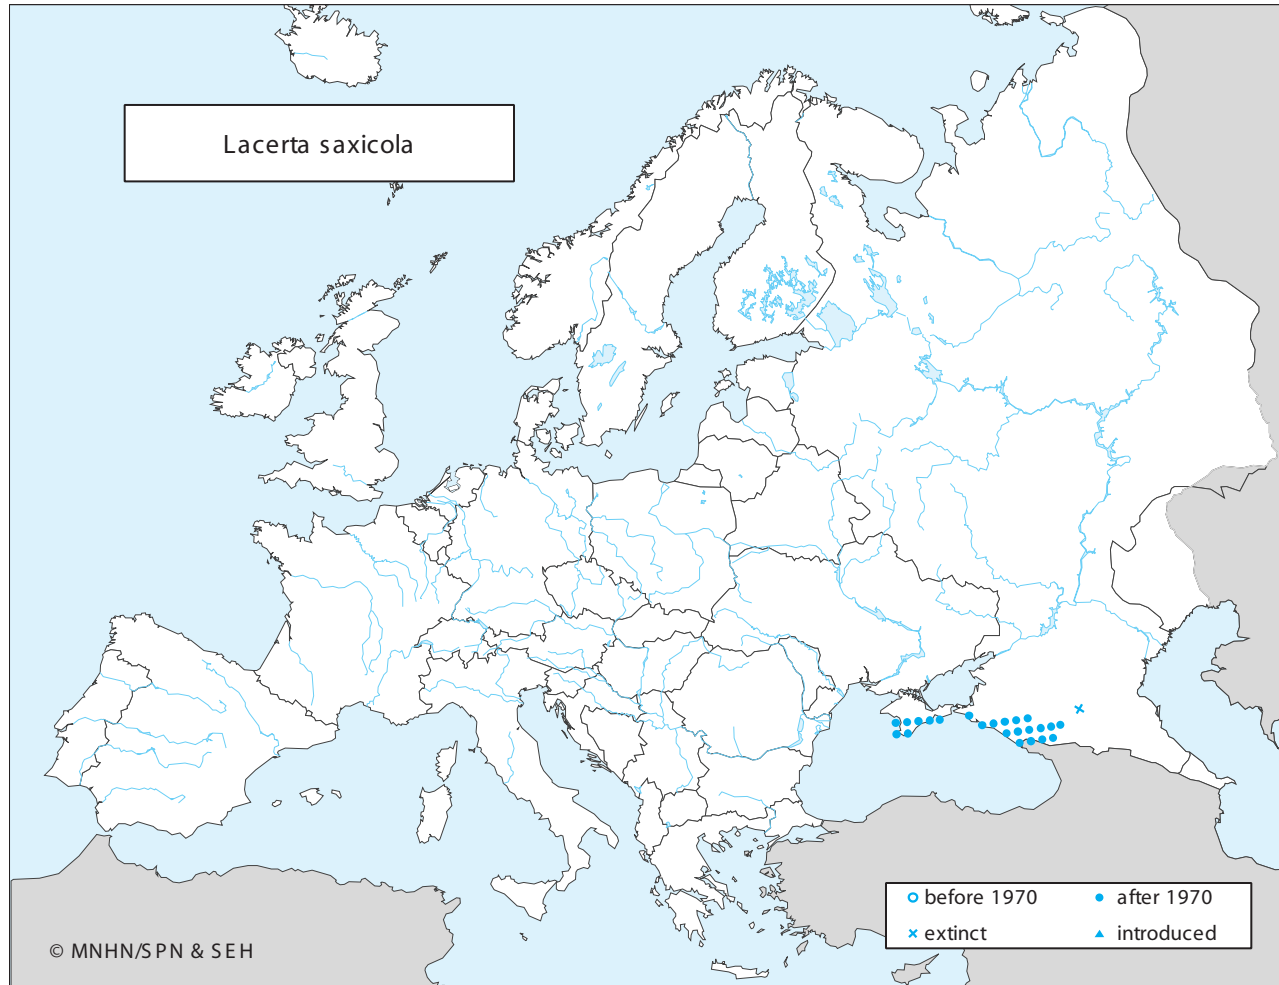 Lacerta saxicola
before 1970
after 1970
extinct
introduced
© MNHN/SPN & SEH